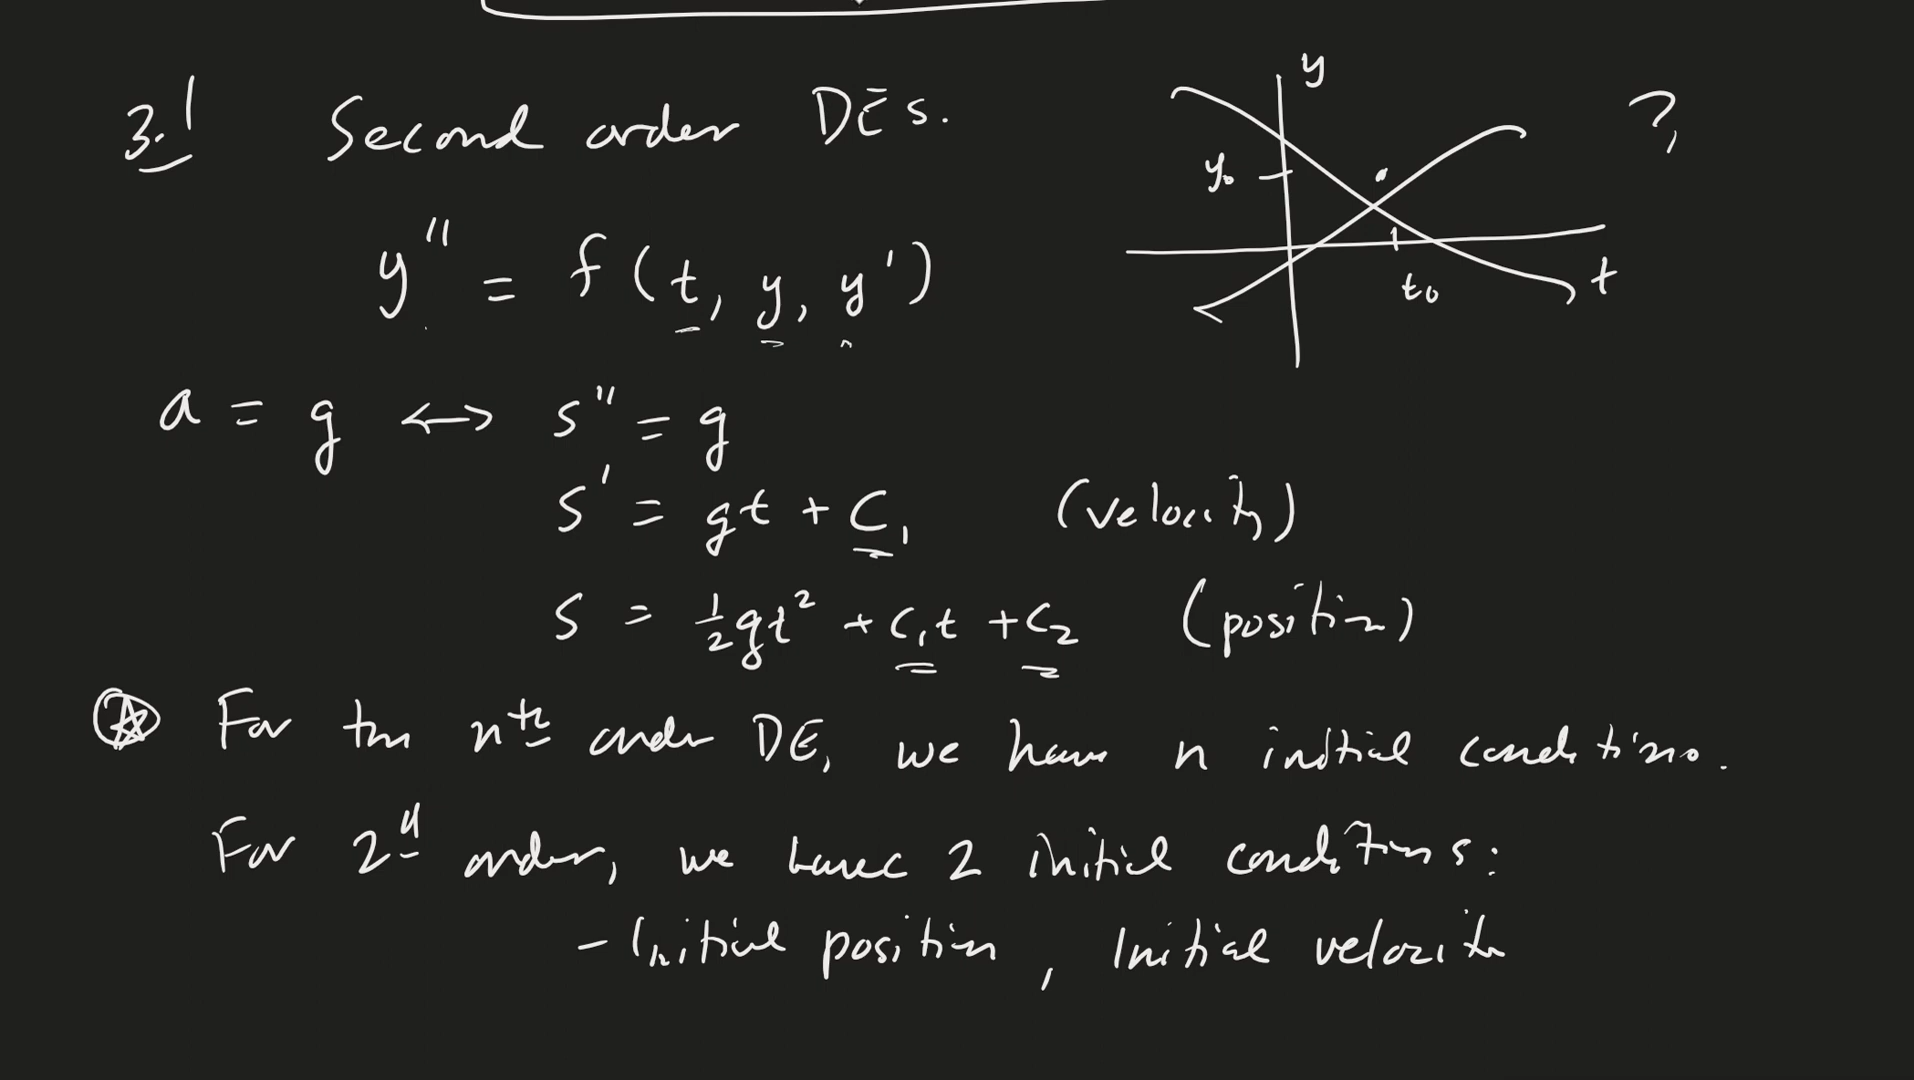 3.1 Second order DEs.
y
?
y₀
t₀
t
y'' = f(t, y, y')
a = g ↔ s'' = g
s' = gt + C₁ (velocity)
s = ½gt² + C₁t + C₂ (position)
For the nth order DE, we have n initial conditions.
For 2nd order, we have 2 initial conditions:
- Initial position, Initial velocity